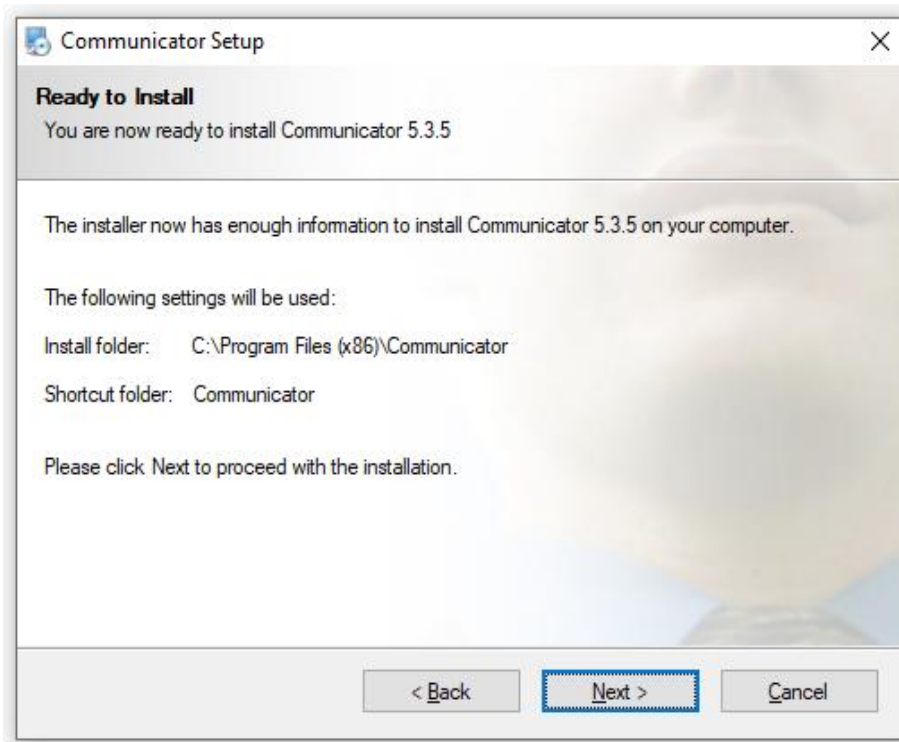 Communicator Setup
Ready to Install
You are now ready to install Communicator 5.3.5
The installer now has enough information to install Communicator 5.3.5 on your computer.
The following settings will be used:
Install folder: C:\Program Files (x86)\Communicator
Shortcut folder: Communicator
Please click Next to proceed with the installation.
< Back Next > Cancel